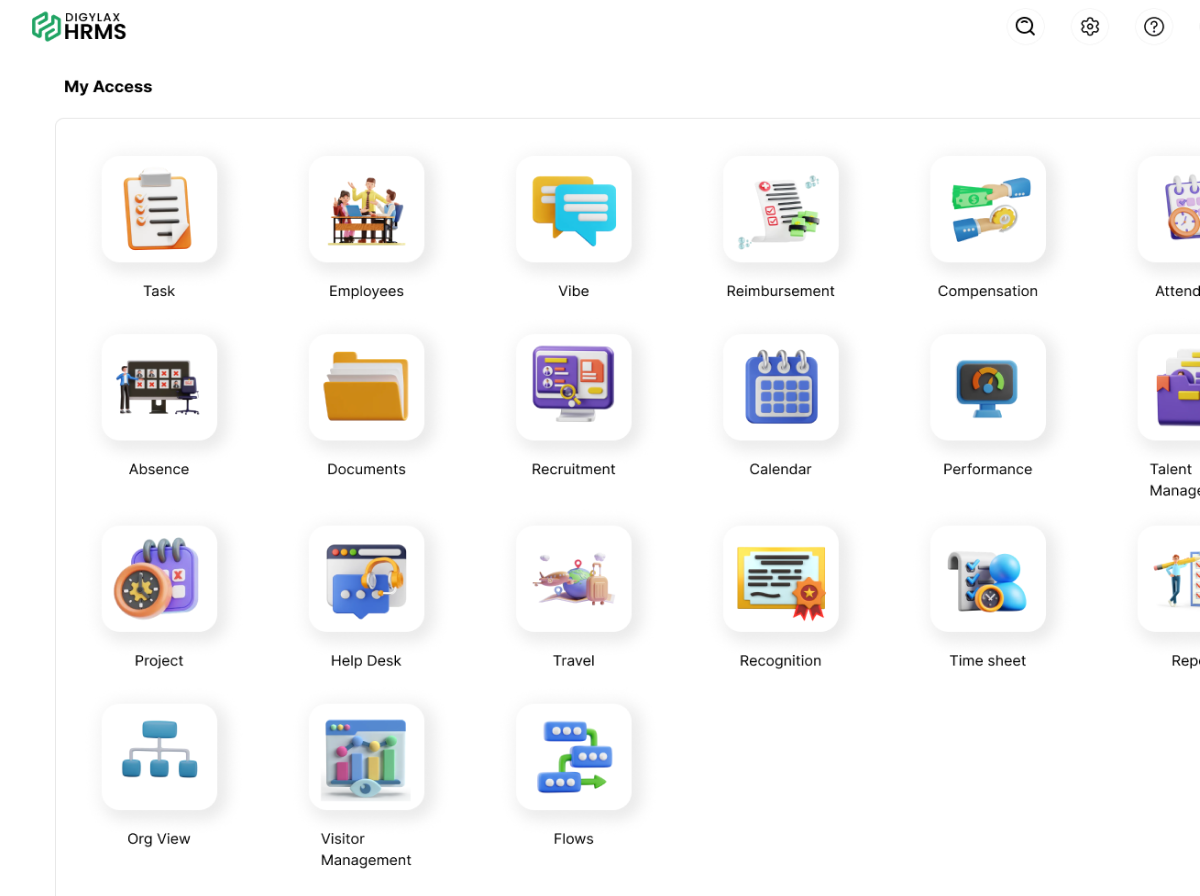 DIGYLAX
HRMS
My Access
Task
Employees
Vibe
Reimbursement
Compensation
Attend
Absence
Documents
Recruitment
Calendar
Performance
Talent
Manage
Project
Help Desk
Travel
Recognition
Time sheet
Repo
Org View
Visitor
Management
Flows